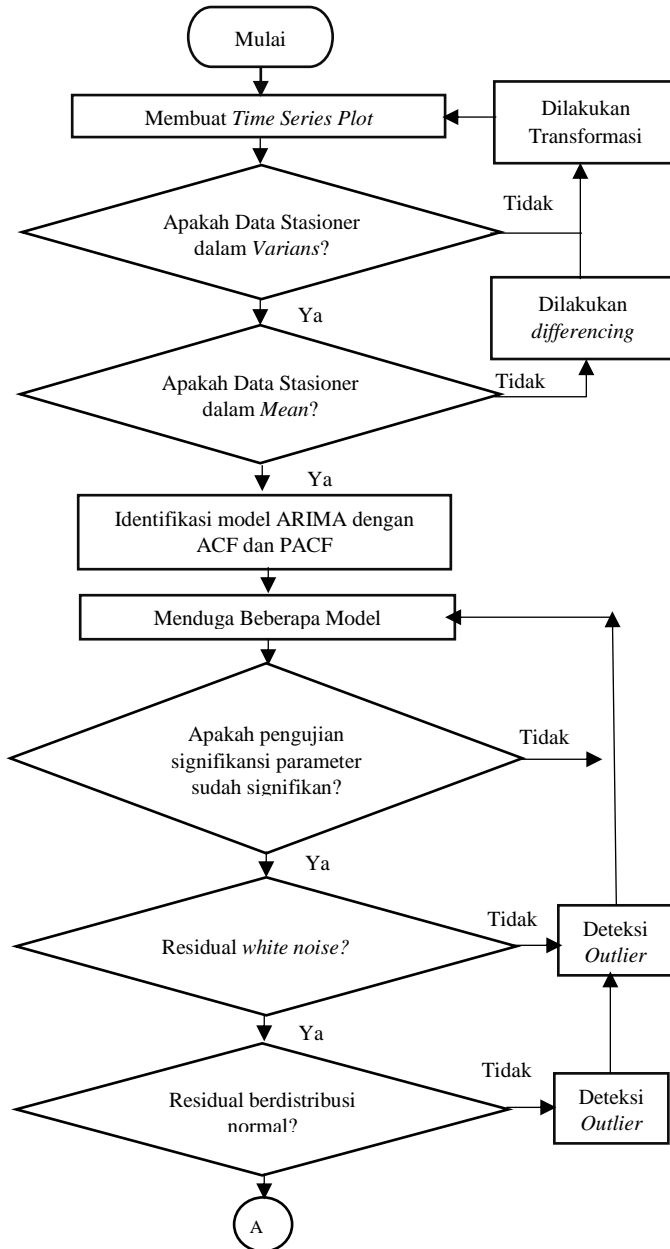 Mulai
Membuat Time Series Plot
Dilakukan
Transformasi
Tidak
Apakah Data Stasioner
dalam Varians?
Dilakukan
differencing
Ya
Apakah Data Stasioner
dalam Mean?
Tidak
Ya
Identifikasi model ARIMA dengan
ACF dan PACF
Menduga Beberapa Model
Apakah pengujian
signifikansi parameter
sudah signifikan?
Tidak
Ya
Residual white noise?
Tidak
Deteksi
Outlier
Ya
Residual berdistribusi
normal?
Tidak
Deteksi
Outlier
A